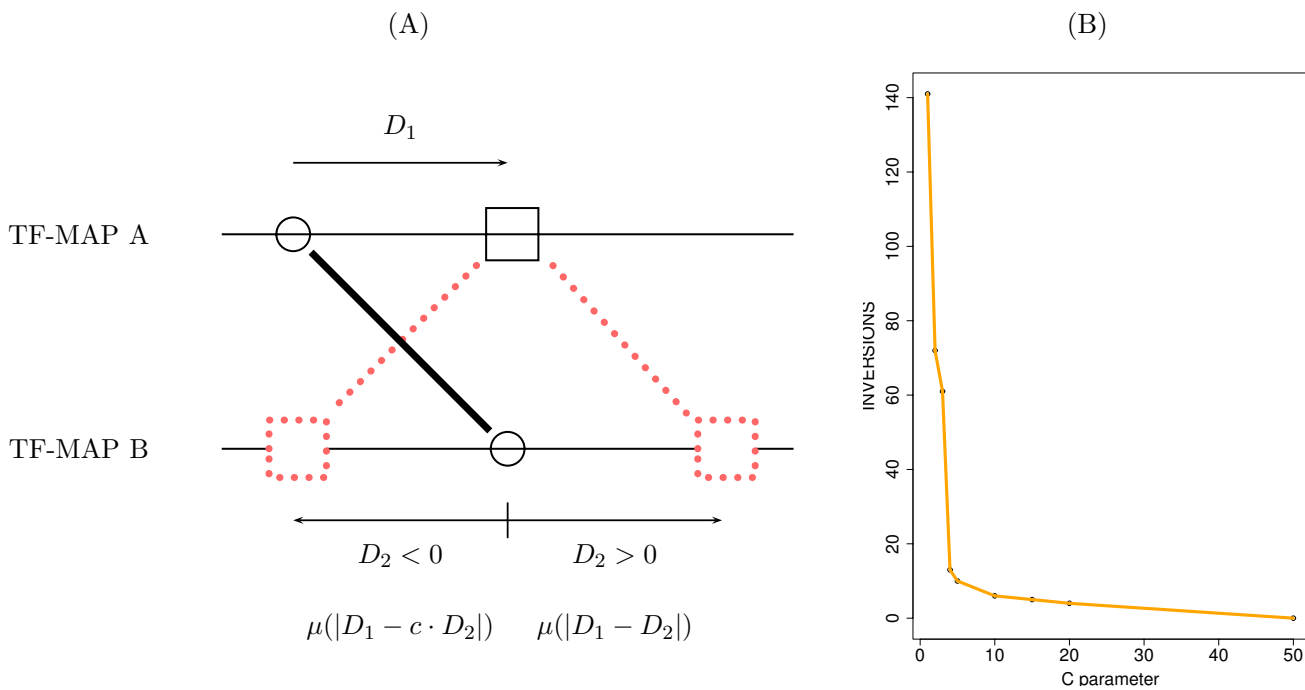 (A)
(B)
D₁
TF-MAP A
TF-MAP B
D₂ < 0
D₂ > 0
μ(|D₁ − c · D₂|)
μ(|D₁ − D₂|)
INVERSIONS
140
120
100
80
60
40
20
0
0 10 20 30 40 50
C parameter